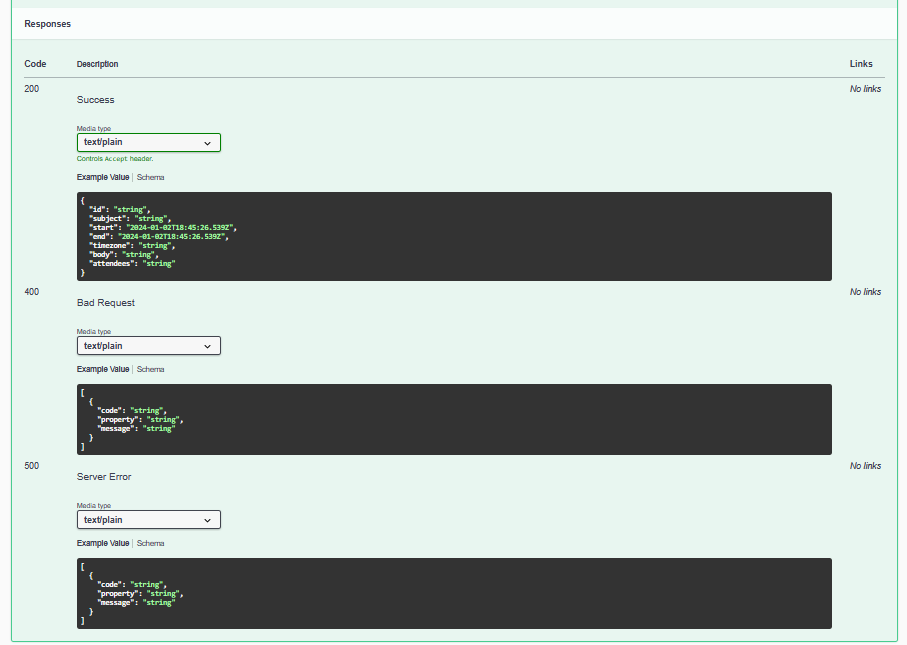 Responses
Code Description Links
200 No links
Success
Media type
text/plain
Controls Accept header.
Example Value | Schema
{
  "id": "string",
  "subject": "string",
  "start": "2024-01-02T18:45:26.539Z",
  "end": "2024-01-02T18:45:26.539Z",
  "timezone": "string",
  "body": "string",
  "attendees": "string"
}
400 No links
Bad Request
Media type
text/plain
Example Value | Schema
[
  {
    "code": "string",
    "property": "string",
    "message": "string"
  }
]
500 No links
Server Error
Media type
text/plain
Example Value | Schema
[
  {
    "code": "string",
    "property": "string",
    "message": "string"
  }
]